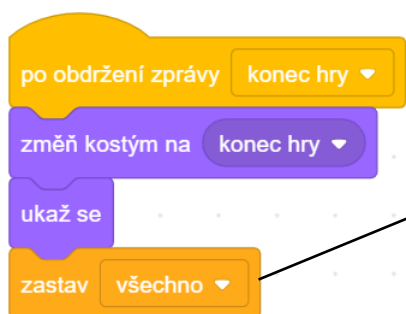 po obdržení zprávy konec hry
změň kostým na konec hry
ukaž se
zastav všechno